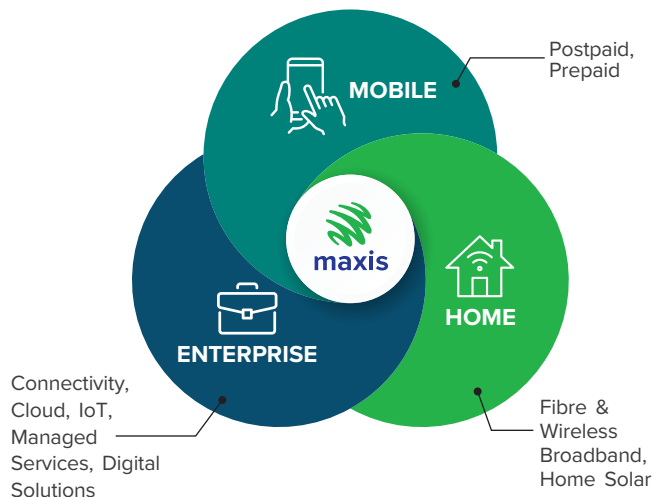 MOBILE
Postpaid,
Prepaid
maxis
HOME
ENTERPRISE
Connectivity,
Cloud, IoT,
Managed
Services, Digital
Solutions
Fibre &
Wireless
Broadband,
Home Solar